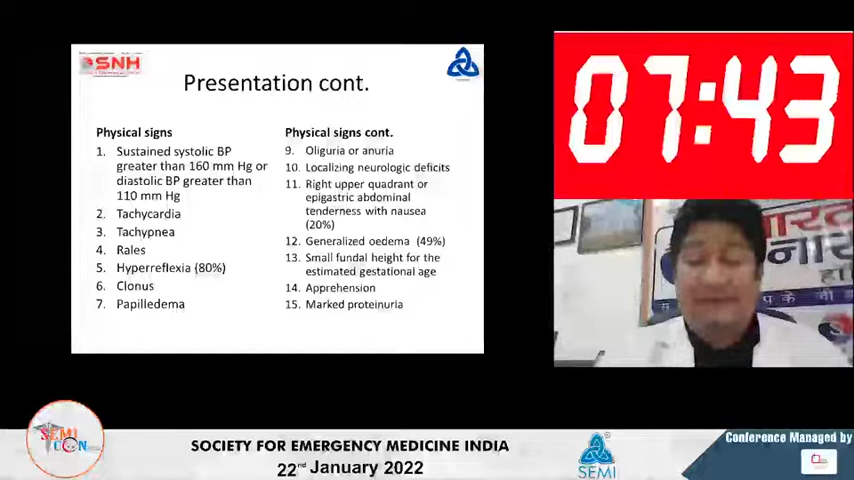 SNH
Presentation cont.
Physical signs
1. Sustained systolic BP
greater than 160 mm Hg or
diastolic BP greater than
110 mm Hg
2. Tachycardia
3. Tachypnea
4. Rales
5. Hyperreflexia (80%)
6. Clonus
7. Papilledema
Physical signs cont.
9. Oliguria or anuria
10. Localizing neurologic deficits
11. Right upper quadrant or
epigastric abdominal
tenderness with nausea
(20%)
12. Generalized oedema (49%)
13. Small fundal height for the
estimated gestational age
14. Apprehension
15. Marked proteinuria
07:43
SEMI
CON
SOCIETY FOR EMERGENCY MEDICINE INDIA
22nd January 2022
SEMI
Conference Managed by